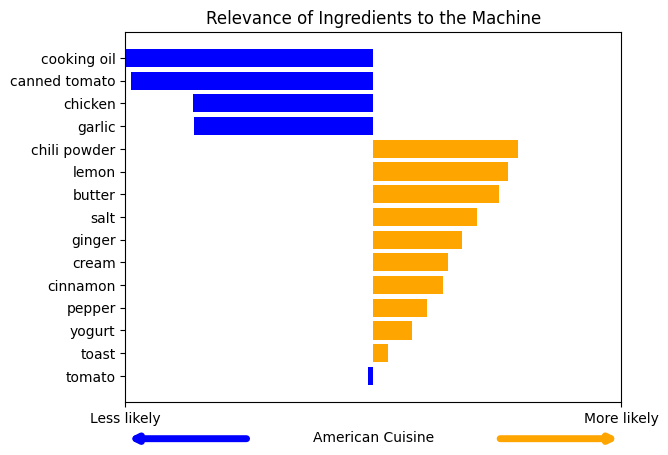 Relevance of Ingredients to the Machine
cooking oil
canned tomato
chicken
garlic
chili powder
lemon
butter
salt
ginger
cream
cinnamon
pepper
yogurt
toast
tomato
Less likely
More likely
American Cuisine